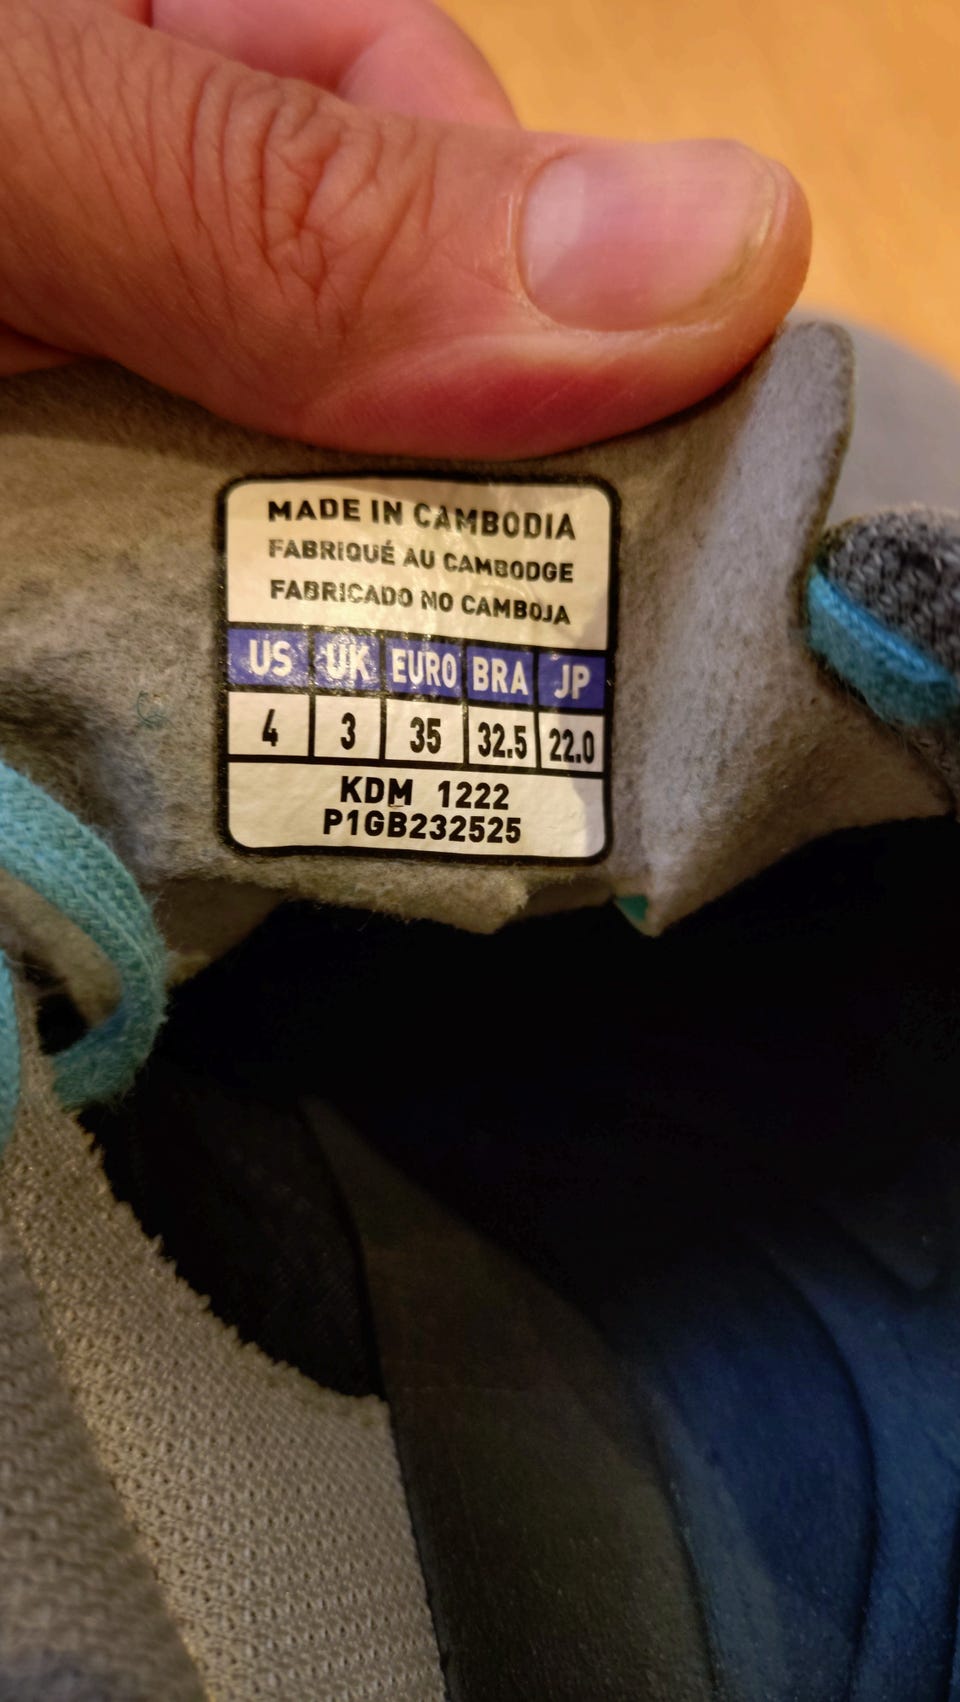 MADE IN CAMBODIA
FABRIQUÉ AU CAMBODGE
FABRICADO NO CAMBOJA
US UK EURO BRA JP
4 3 35 32.5 22.0
KDM 1222
P1GB232525